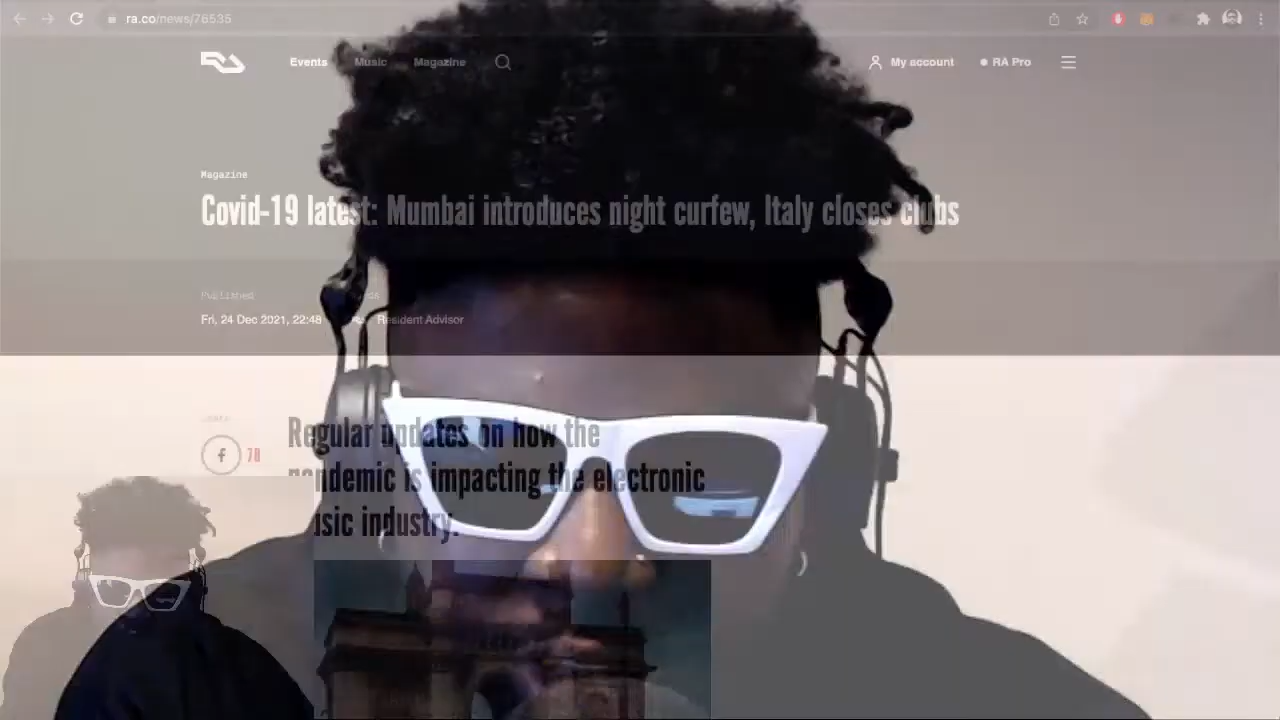 ra.co/news/76535
Events Music Magazine My account RA Pro
Magazine
Covid-19 latest: Mumbai introduces night curfew, Italy closes clubs
Published
Fri, 24 Dec 2021, 22:48 Resident Advisor
78 Regular updates on how the
pandemic is impacting the electronic
music industry.